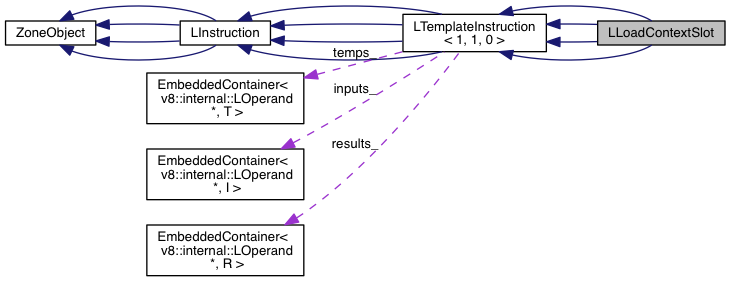 ZoneObject
LInstruction
LTemplateInstruction
< 1, 1, 0 >
LLoadContextSlot
temps_
EmbeddedContainer<
v8::internal::LOperand
*, T >
inputs_
EmbeddedContainer<
v8::internal::LOperand
*, I >
results_
EmbeddedContainer<
v8::internal::LOperand
*, R >